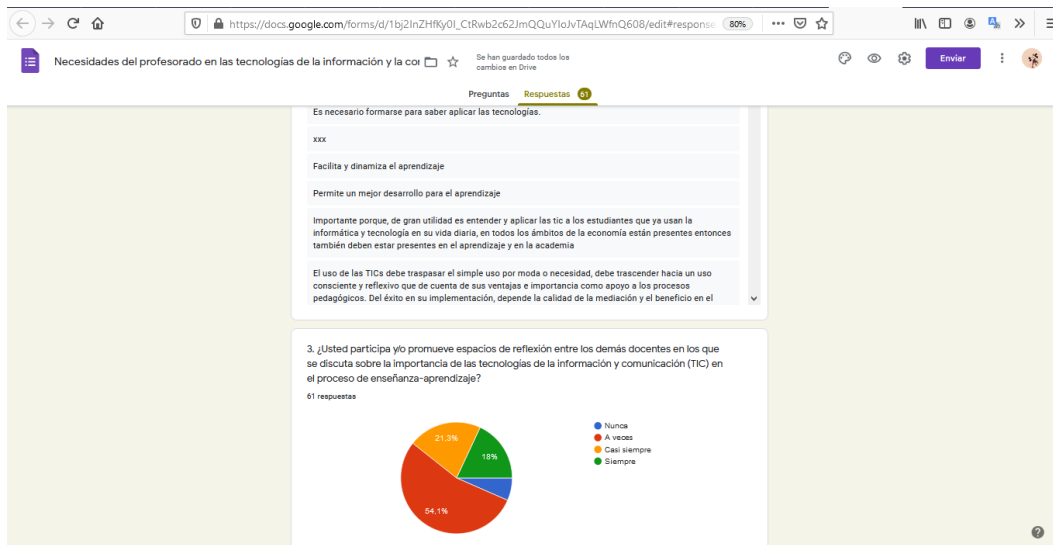 https://docs.google.com/forms/d/1bj2InZHfKy0I_CtRwb2c62JmQQuYIoJvTAqLWfnQ608/edit#response
80%
Necesidades del profesorado en las tecnologías de la información y la cor
Se han guardado todos los
cambios en Drive
Enviar
Preguntas
Respuestas 61
Es necesario formarse para saber aplicar las tecnologías.
xxx
Facilita y dinamiza el aprendizaje
Permite un mejor desarrollo para el aprendizaje
Importante porque, de gran utilidad es entender y aplicar las tic a los estudiantes que ya usan la
informática y tecnología en su vida diaria, en todos los ámbitos de la economía están presentes entonces
también deben estar presentes en el aprendizaje y en la academia
El uso de las TICs debe traspasar el simple uso por moda o necesidad, debe trascender hacia un uso
consciente y reflexivo que de cuenta de sus ventajas e importancia como apoyo a los procesos
pedagógicos. Del éxito en su implementación, depende la calidad de la mediación y el beneficio en el
3. ¿Usted participa y/o promueve espacios de reflexión entre los demás docentes en los que
se discuta sobre la importancia de las tecnologías de la información y comunicación (TIC) en
el proceso de enseñanza-aprendizaje?
61 respuestas
21,3%
18%
54,1%
Nunca
A veces
Casi siempre
Siempre